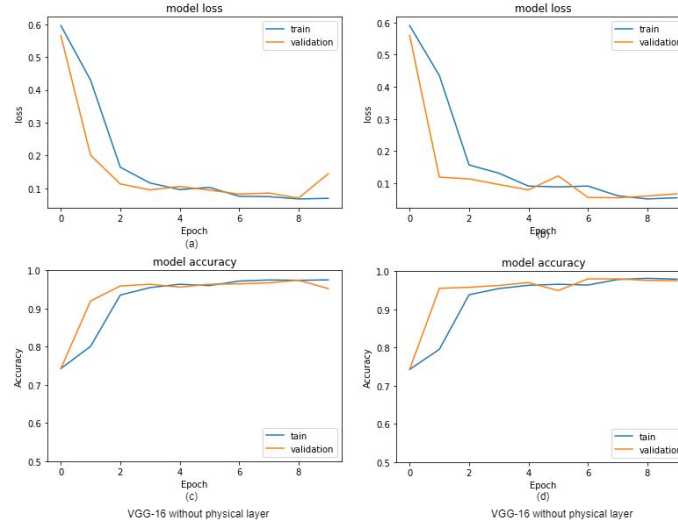 model loss
0.6
0.5
0.4
0.3
0.2
0.1
loss
train
validation
0 2 4 6 8
Epoch
(a)
model loss
0.6
0.5
0.4
0.3
0.2
0.1
loss
train
validation
0 2 4 6 8
Epoch
(b)
model accuracy
1.0
0.9
0.8
0.7
0.6
0.5
Accuracy
tain
validation
0 2 4 6 8
Epoch
(c)
VGG-16 without physical layer
model accuracy
1.0
0.9
0.8
0.7
0.6
0.5
Accuracy
tain
validation
0 2 4 6 8
Epoch
(d)
VGG-16 without physical layer